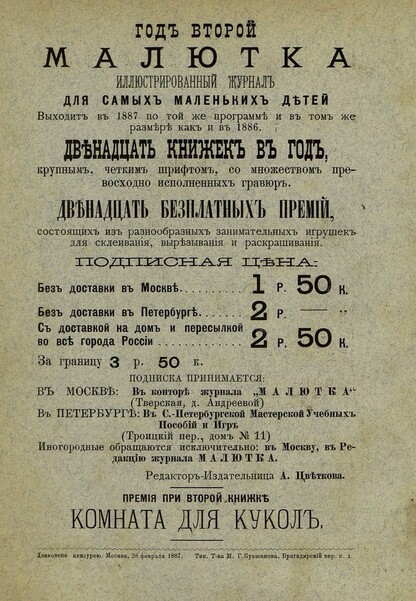 ГОДЪ ВТОРОЙ
МАЛЮТКА
ИЛЛЮСТРИРОВАННЫЙ ЖУРНАЛЪ
ДЛЯ САМЫХЪ МАЛЕНЬКИХЪ ДѢТЕЙ
Выходитъ въ 1887 по той же программѣ и въ томъ же
размѣрѣ какъ и въ 1886.
ДВѢНАДЦАТЬ КНИЖЕКЪ ВЪ ГОДЪ,
крупнымъ, четкимъ шрифтомъ, со множествомъ пре-
восходно исполненныхъ гравюръ.
ДВѢНАДЦАТЬ БЕЗПЛАТНЫХЪ ПРЕМІЙ,
состоящихъ изъ разнообразныхъ занимательныхъ игрушекъ
для склеиванія, вырѣзыванія и раскрашиванія.
ПОДПИСНАЯ ЦѢНА:
Безъ доставки въ Москвѣ.......... 1 Р. 50 К.
Безъ доставки въ Петербургѣ....... 2 Р. — „
Съ доставкой на домъ и пересылкой
во всѣ города Россіи............ 2 Р. 50 К.
За границу 3 р. 50 к.
ПОДПИСКА ПРИНИМАЕТСЯ:
ВЪ МОСКВѢ: Въ конторѣ журнала „МАЛЮТКА“
(Тверская, д. Андреевой)
Въ ПЕТЕРБУРГѢ: Въ С.-Петербургской Мастерской Учебныхъ
Пособій и Игръ
(Троицкій пер., домъ № 11)
Иногородные обращаются исключительно: въ Москву, въ Ре-
дакцію журнала МАЛЮТКА.
Редакторъ-Издательница А. Цвѣткова.
ПРЕМІЯ ПРИ ВТОРОЙ КНИЖКѢ
КОМНАТА ДЛЯ КУКОЛЪ.
Дозволено цензурою. Москва, 28 февраля 1887. Тип. Т-ва М. Г. Кувшинова, Бригадирскій пер. с. д.